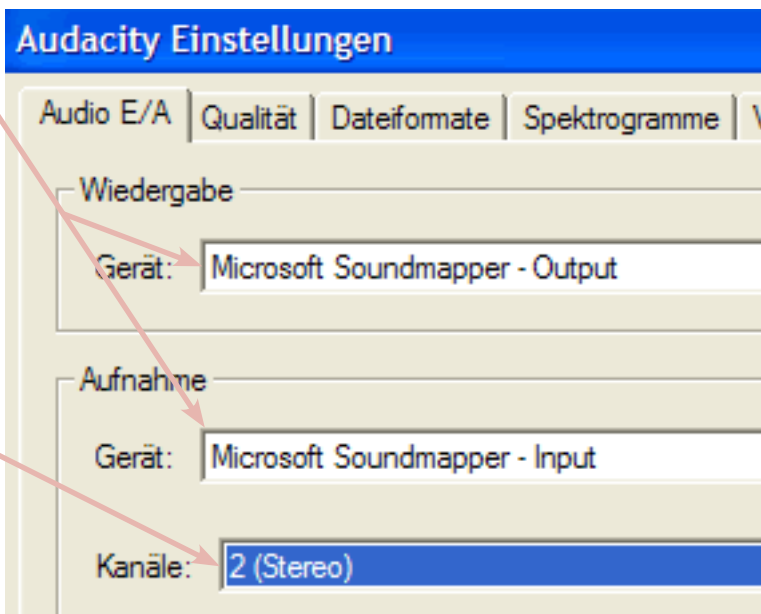 Audacity Einstellungen
Audio E/A Qualität Dateiformate Spektrogramme
Wiedergabe
Gerät: Microsoft Soundmapper - Output
Aufnahme
Gerät: Microsoft Soundmapper - Input
Kanäle: 2 (Stereo)